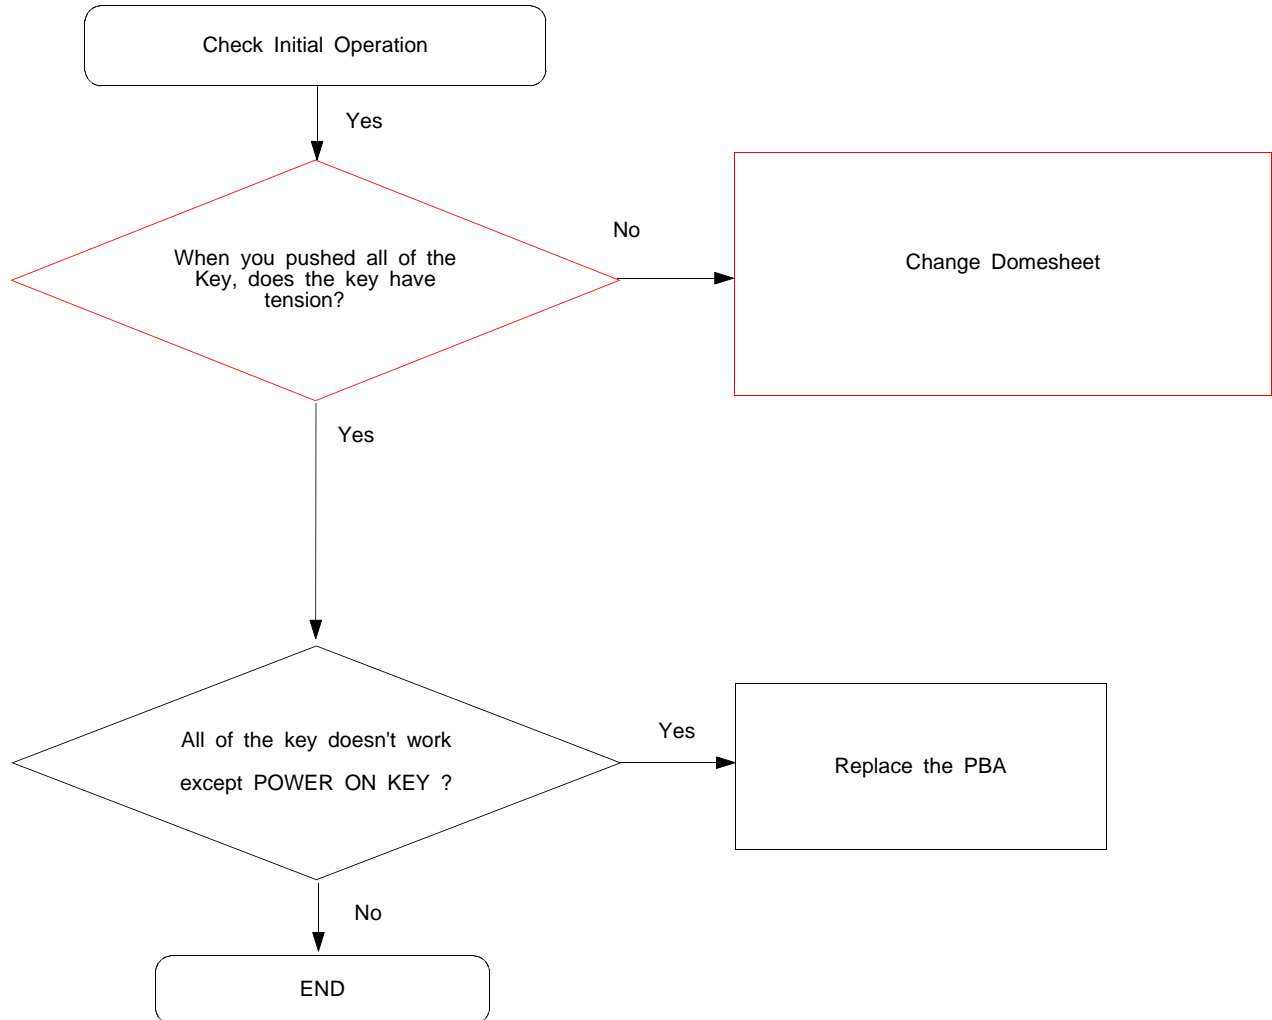 Check Initial Operation
Yes
When you pushed all of the
Key, does the key have
tension?
No
Change Domesheet
Yes
All of the key doesn't work
except POWER ON KEY ?
Yes
Replace the PBA
No
END